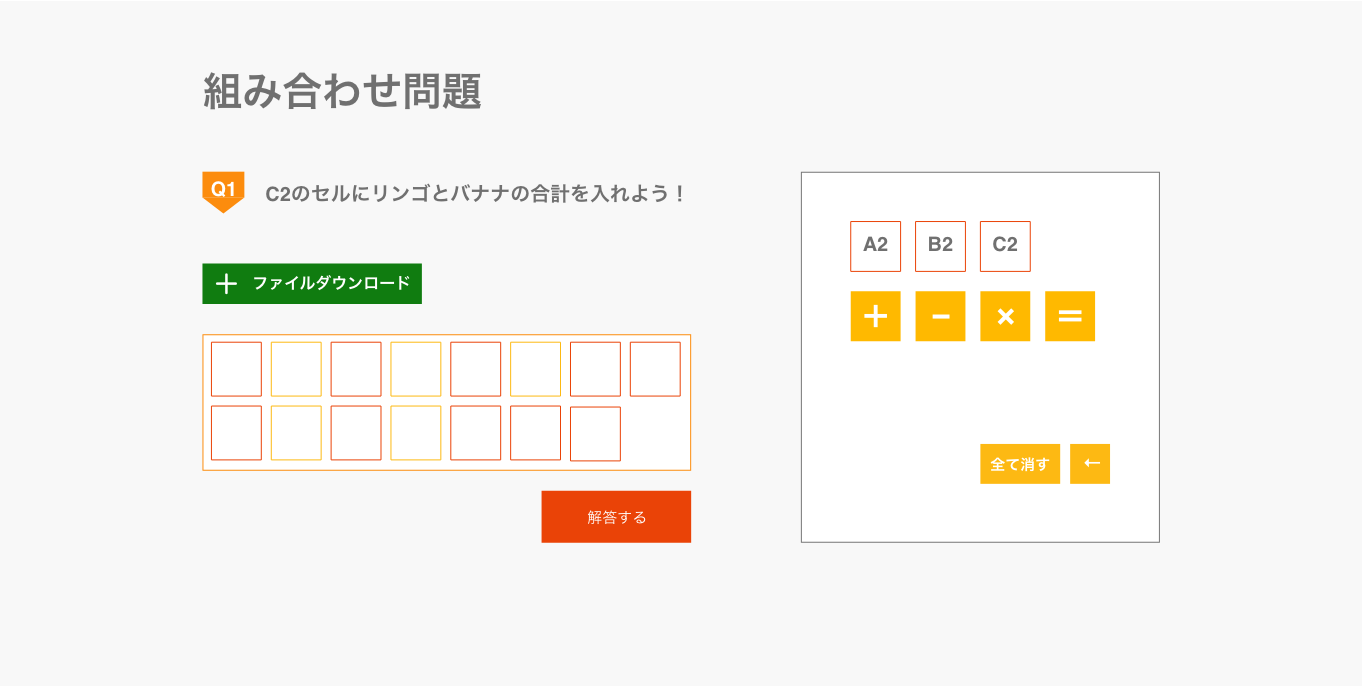 組み合わせ問題
Q1 C2のセルにリンゴとバナナの合計を入れよう！
＋ ファイルダウンロード
A2 B2 C2
＋ − × ＝
全て消す ←
解答する